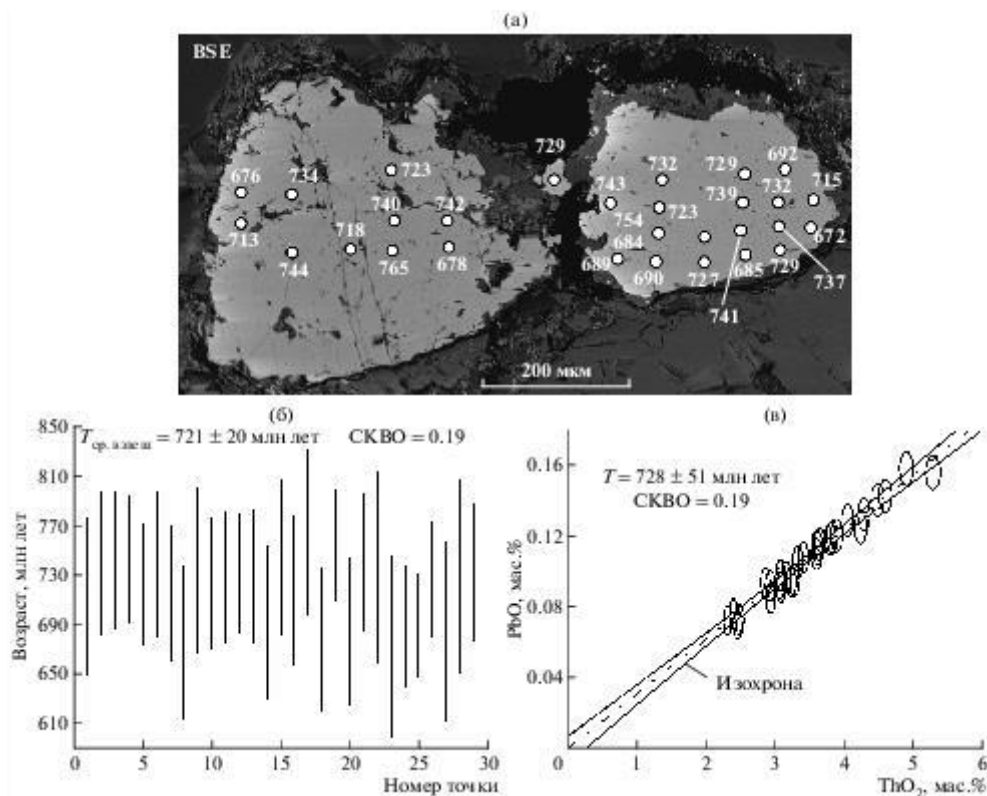 (а)
BSE
729
732
729
692
676
734
723
743
739
732
715
740
742
754
723
713
718
684
672
744
765
678
689
690
727
685
729
737
741
200 мкм
(б)
(в)
T ср. взвеш = 721 ± 20 млн лет СКВО = 0.19
850
810
770
730
690
650
610
Возраст, млн лет
0 5 10 15 20 25 30
Номер точки
T = 728 ± 51 млн лет
СКВО = 0.19
0.16
0.12
0.08
0.04
PbO, мас.%
Изохрона
0 1 2 3 4 5 6
ThO2, мас.%